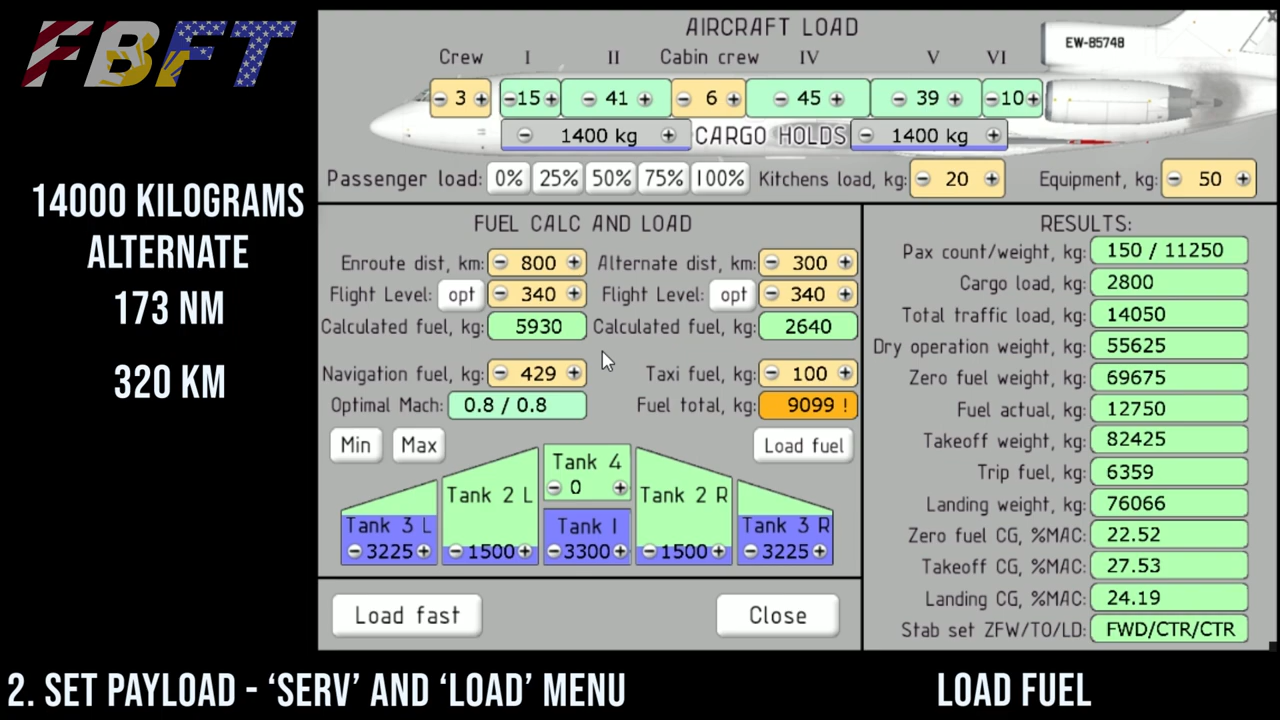 FBFT
14000 KILOGRAMS
ALTERNATE
173 NM
320 KM
AIRCRAFT LOAD
EW-85748
Crew I II Cabin crew IV V VI
− 3 + − 15 + − 41 + − 6 + − 45 + − 39 + − 10 +
− 1400 kg + CARGO HOLDS − 1400 kg +
Passenger load: 0% 25% 50% 75% 100% Kitchens load, kg: − 20 + Equipment, kg: − 50 +
FUEL CALC AND LOAD
Enroute dist, km: − 800 + Alternate dist, km: − 300 +
Flight Level: opt − 340 + Flight Level: opt − 340 +
Calculated fuel, kg: 5930 Calculated fuel, kg: 2640
Navigation fuel, kg: − 429 + Taxi fuel, kg: − 100 +
Optimal Mach: 0.8 / 0.8 Fuel total, kg: 9099 !
Min Max Load fuel
Tank 4
− 0 +
Tank 2 L Tank 2 R
Tank 3 L Tank 1 Tank 3 R
− 3225 + − 1500 + − 3300 + − 1500 + − 3225 +
Load fast Close
RESULTS:
Pax count/weight, kg: 150 / 11250
Cargo load, kg: 2800
Total traffic load, kg: 14050
Dry operation weight, kg: 55625
Zero fuel weight, kg: 69675
Fuel actual, kg: 12750
Takeoff weight, kg: 82425
Trip fuel, kg: 6359
Landing weight, kg: 76066
Zero fuel CG, %MAC: 22.52
Takeoff CG, %MAC: 27.53
Landing CG, %MAC: 24.19
Stab set ZFW/TO/LD: FWD/CTR/CTR
2. SET PAYLOAD - ‘SERV’ AND ‘LOAD’ MENU
LOAD FUEL